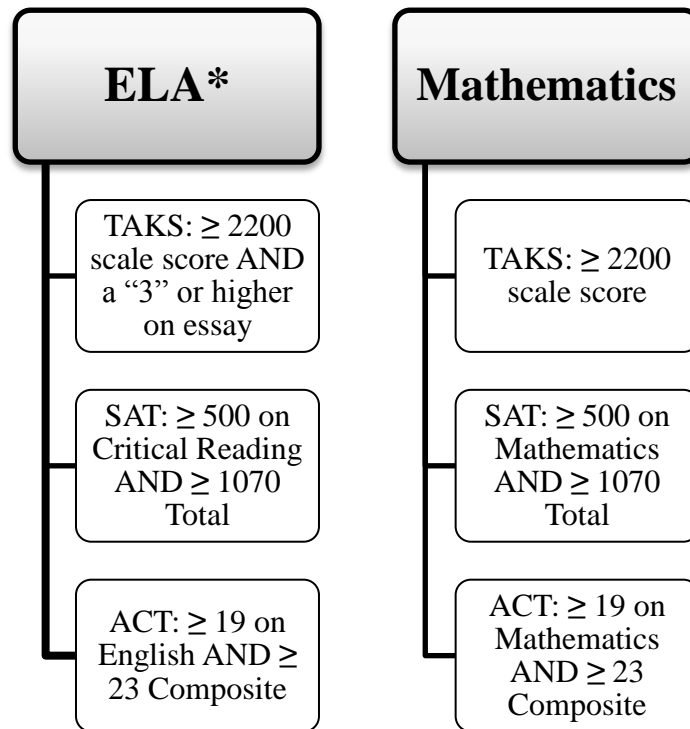 ELA*
TAKS: ≥ 2200
scale score AND
a “3” or higher
on essay
SAT: ≥ 500 on
Critical Reading
AND ≥ 1070
Total
ACT: ≥ 19 on
English AND ≥
23 Composite
Mathematics
TAKS: ≥ 2200
scale score
SAT: ≥ 500 on
Mathematics
AND ≥ 1070
Total
ACT: ≥ 19 on
Mathematics
AND ≥ 23
Composite